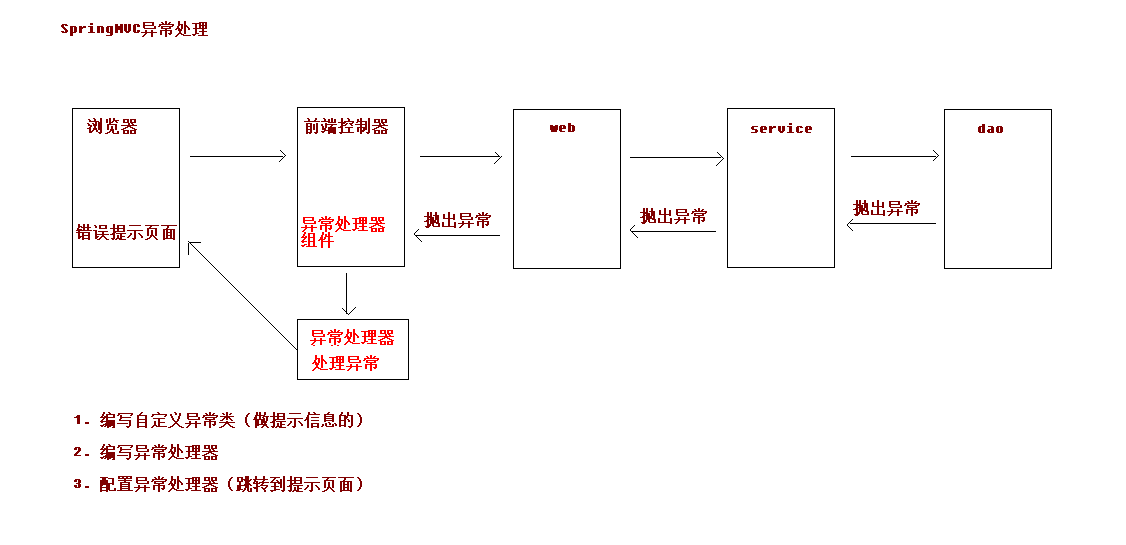 SpringMVC异常处理
浏览器
前端控制器
web
service
dao
错误提示页面
异常处理器
组件
抛出异常
抛出异常
抛出异常
异常处理器
处理异常
1. 编写自定义异常类（做提示信息的）
2. 编写异常处理器
3. 配置异常处理器（跳转到提示页面）